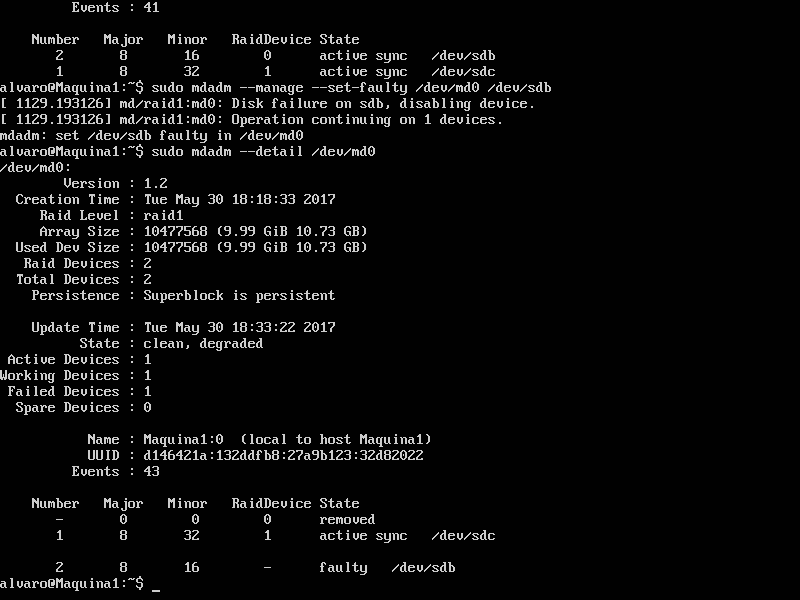 Events : 41
Number Major Minor RaidDevice State
2 8 16 0 active sync /dev/sdb
1 8 32 1 active sync /dev/sdc
alvaro@Maquina1:~$ sudo mdadm --manage --set-faulty /dev/md0 /dev/sdb
[ 1129.193126] md/raid1:md0: Disk failure on sdb, disabling device.
[ 1129.193126] md/raid1:md0: Operation continuing on 1 devices.
mdadm: set /dev/sdb faulty in /dev/md0
alvaro@Maquina1:~$ sudo mdadm --detail /dev/md0
/dev/md0:
Version : 1.2
Creation Time : Tue May 30 18:18:33 2017
Raid Level : raid1
Array Size : 10477568 (9.99 GiB 10.73 GB)
Used Dev Size : 10477568 (9.99 GiB 10.73 GB)
Raid Devices : 2
Total Devices : 2
Persistence : Superblock is persistent
Update Time : Tue May 30 18:33:22 2017
State : clean, degraded
Active Devices : 1
Working Devices : 1
Failed Devices : 1
Spare Devices : 0
Name : Maquina1:0 (local to host Maquina1)
UUID : d146421a:132ddfb8:27a9b123:32d82022
Events : 43
Number Major Minor RaidDevice State
- 0 0 0 removed
1 8 32 1 active sync /dev/sdc
2 8 16 - faulty /dev/sdb
alvaro@Maquina1:~$ _